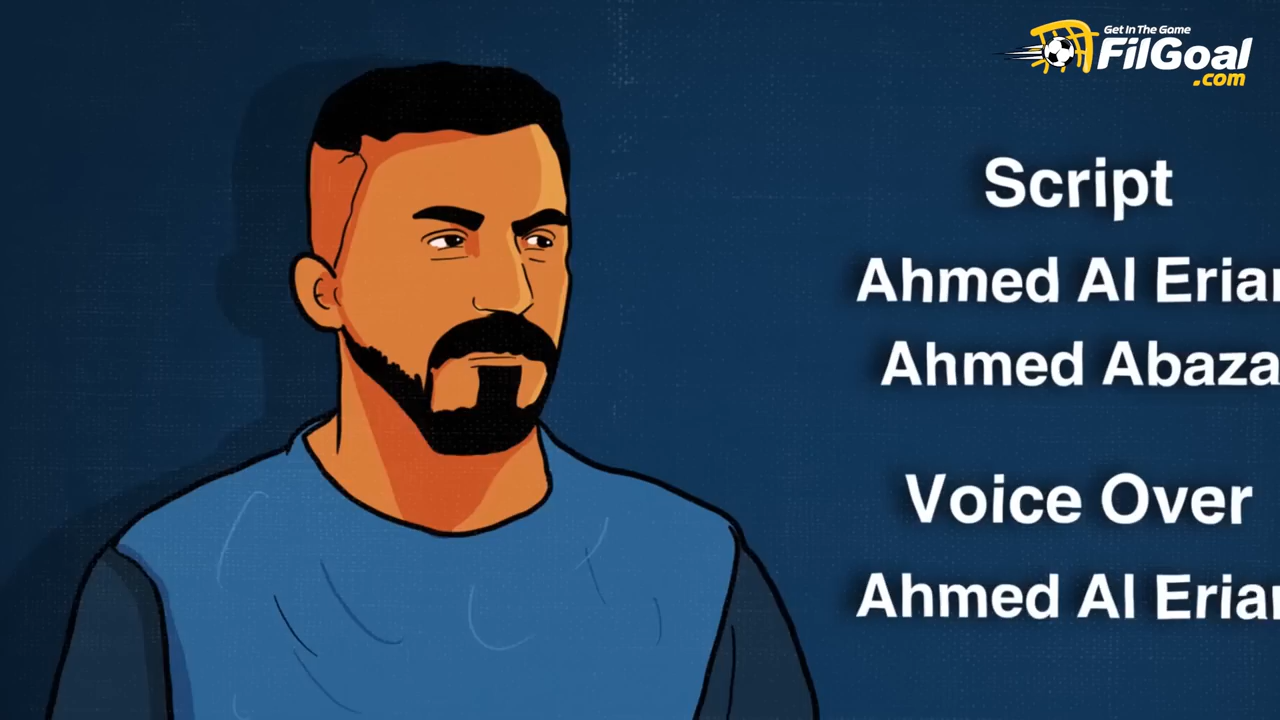 Get In The Game
FilGoal
.com
Script
Ahmed Al Erian
Ahmed Abaza
Voice Over
Ahmed Al Erian